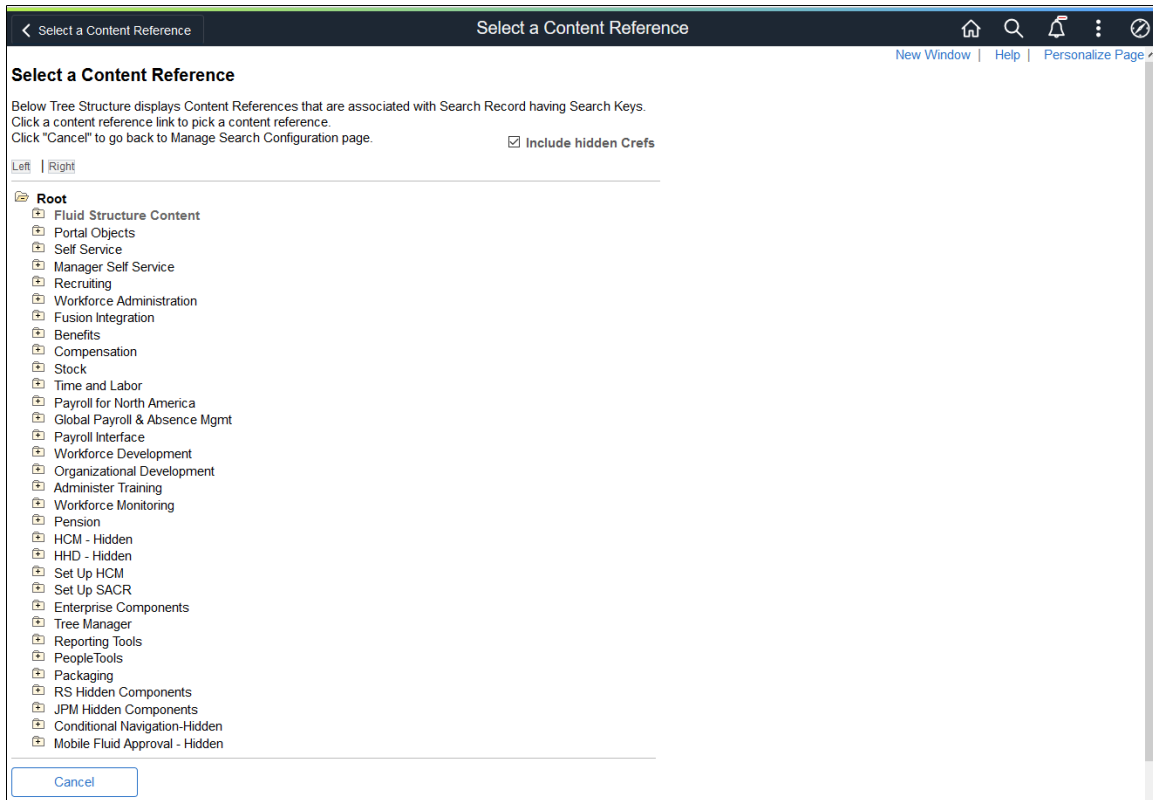 Select a Content Reference
Select a Content Reference
New Window | Help | Personalize Page
Select a Content Reference
Below Tree Structure displays Content References that are associated with Search Record having Search Keys.
Click a content reference link to pick a content reference.
Click "Cancel" to go back to Manage Search Configuration page.
Include hidden Crefs
Left | Right
Root
Fluid Structure Content
Portal Objects
Self Service
Manager Self Service
Recruiting
Workforce Administration
Fusion Integration
Benefits
Compensation
Stock
Time and Labor
Payroll for North America
Global Payroll & Absence Mgmt
Payroll Interface
Workforce Development
Organizational Development
Administer Training
Workforce Monitoring
Pension
HCM - Hidden
HHD - Hidden
Set Up HCM
Set Up SACR
Enterprise Components
Tree Manager
Reporting Tools
PeopleTools
Packaging
RS Hidden Components
JPM Hidden Components
Conditional Navigation-Hidden
Mobile Fluid Approval - Hidden
Cancel